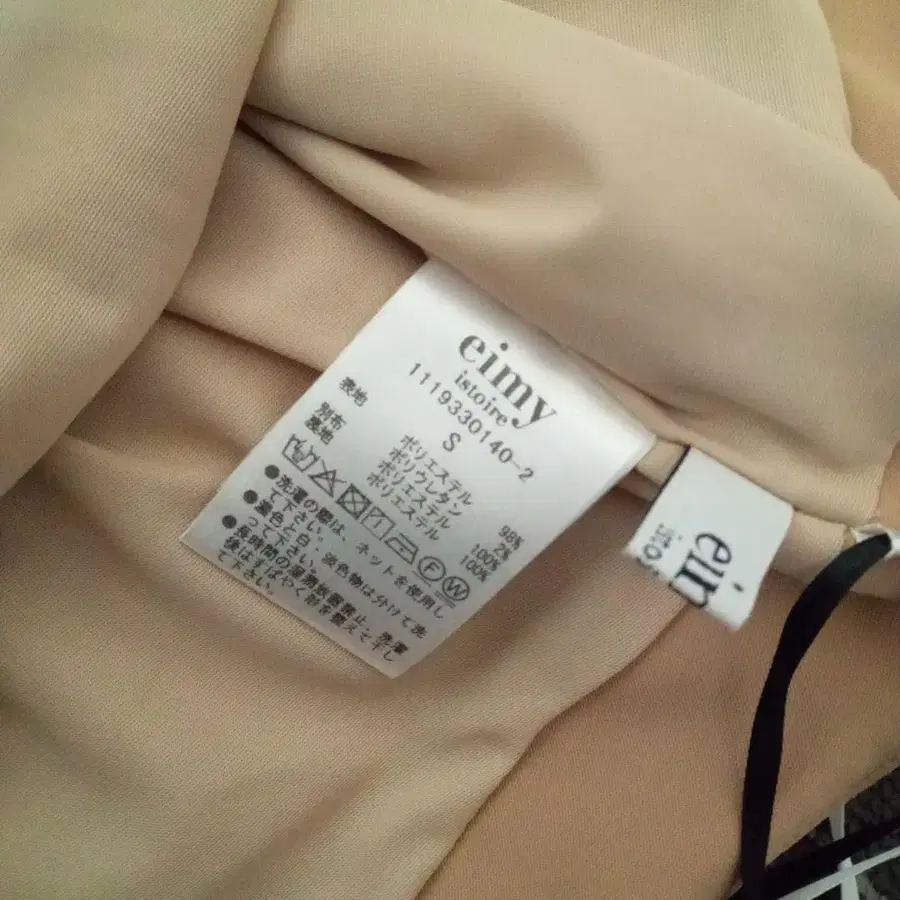 eimy
istoire
1119330140-2
S
表地 ポリエステル 98%
ポリウレタン 2%
別布 ポリエステル 100%
裏地 ポリエステル 100%
F W
●洗濯の際は、ネットを使用し
て下さい。
●濃色と白。淡色物は分けて洗
って下さい。
●長時間の浸漬放置禁止。洗濯
後はすばやく形を整えて干し
て下さい。